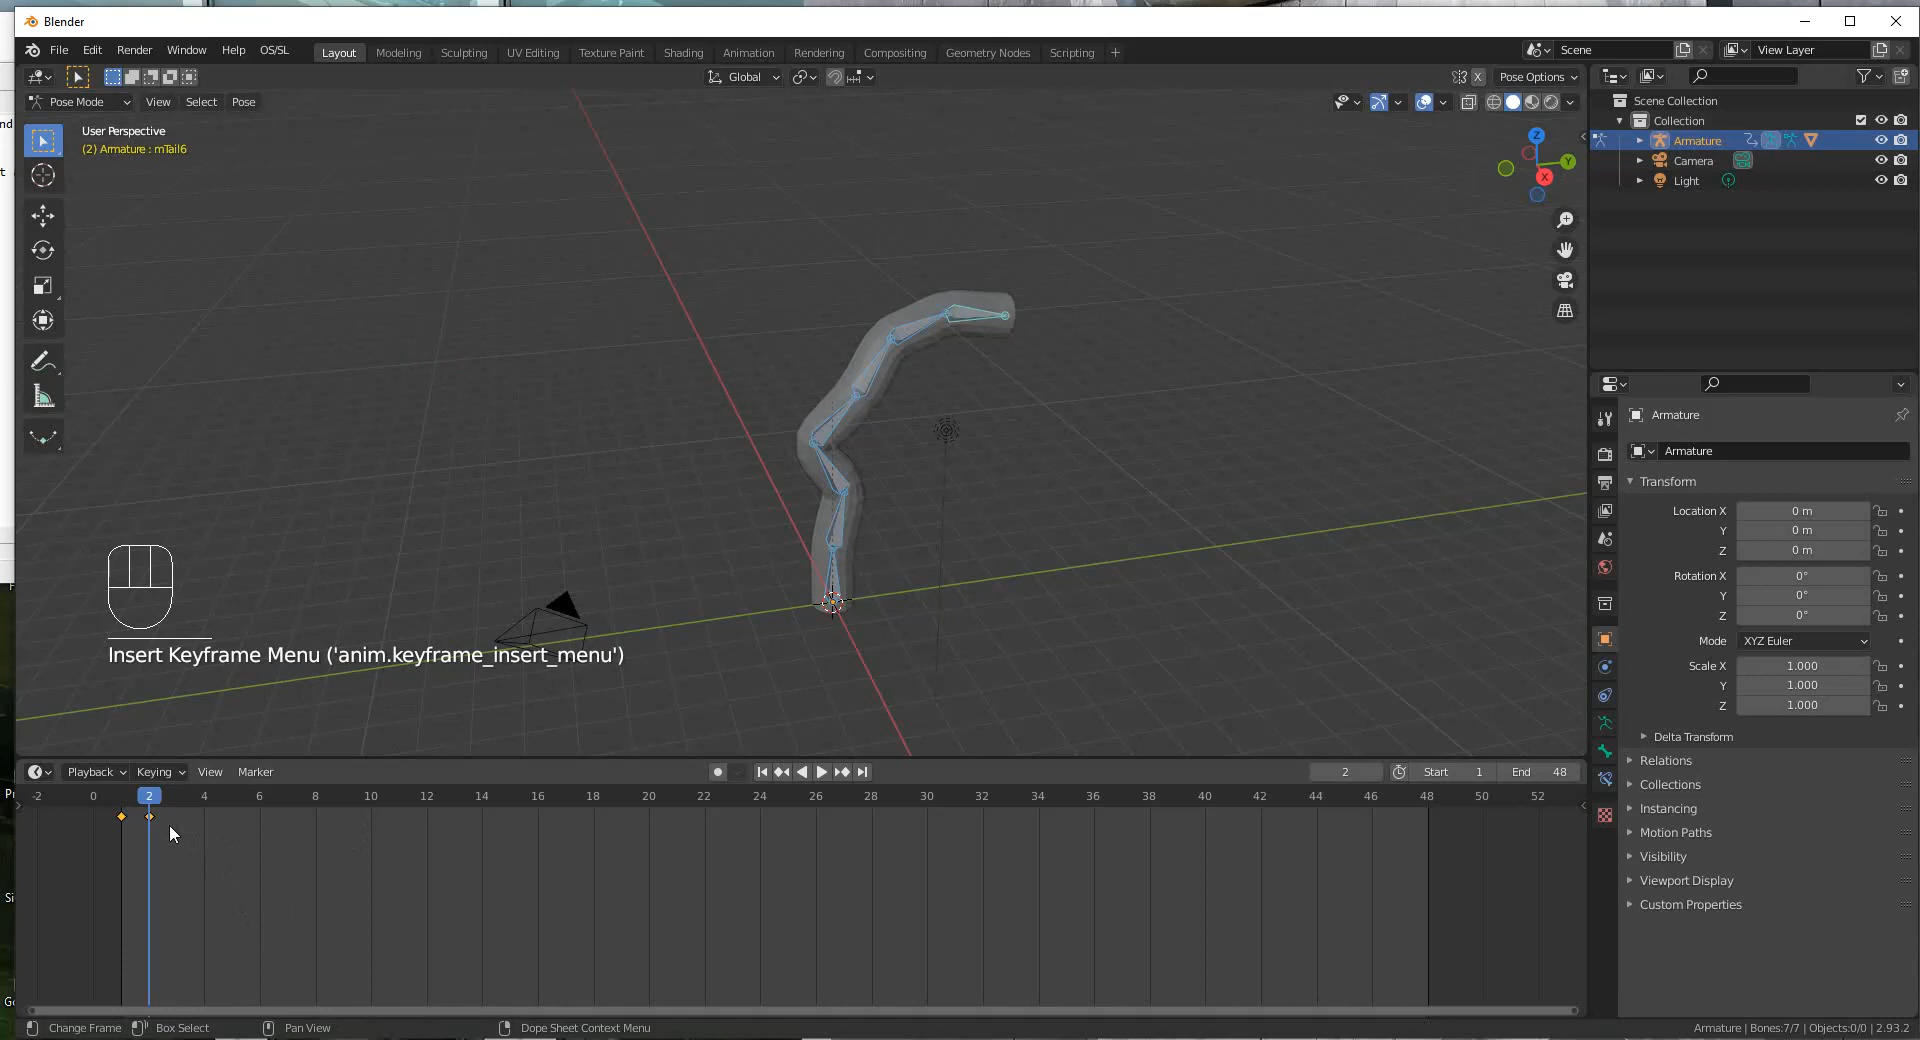 Blender
File Edit Render Window Help OS/SL
Layout Modeling Sculpting UV Editing Texture Paint Shading Animation Rendering Compositing Geometry Nodes Scripting +
Scene View Layer
Global X Pose Options
Pose Mode View Select Pose
User Perspective
(2) Armature : mTail6
Z
Y
X
Insert Keyframe Menu ('anim.keyframe_insert_menu')
Scene Collection
Collection
Armature
Camera
Light
Armature
Armature
Transform
Location X 0 m
Y 0 m
Z 0 m
Rotation X 0°
Y 0°
Z 0°
Mode XYZ Euler
Scale X 1.000
Y 1.000
Z 1.000
Delta Transform
Relations
Collections
Instancing
Motion Paths
Visibility
Viewport Display
Custom Properties
Playback Keying View Marker 2 Start 1 End 48
-2 0 2 4 6 8 10 12 14 16 18 20 22 24 26 28 30 32 34 36 38 40 42 44 46 48 50 52
Change Frame Box Select Pan View Dope Sheet Context Menu Armature | Bones:7/7 | Objects:0/0 | 2.93.2